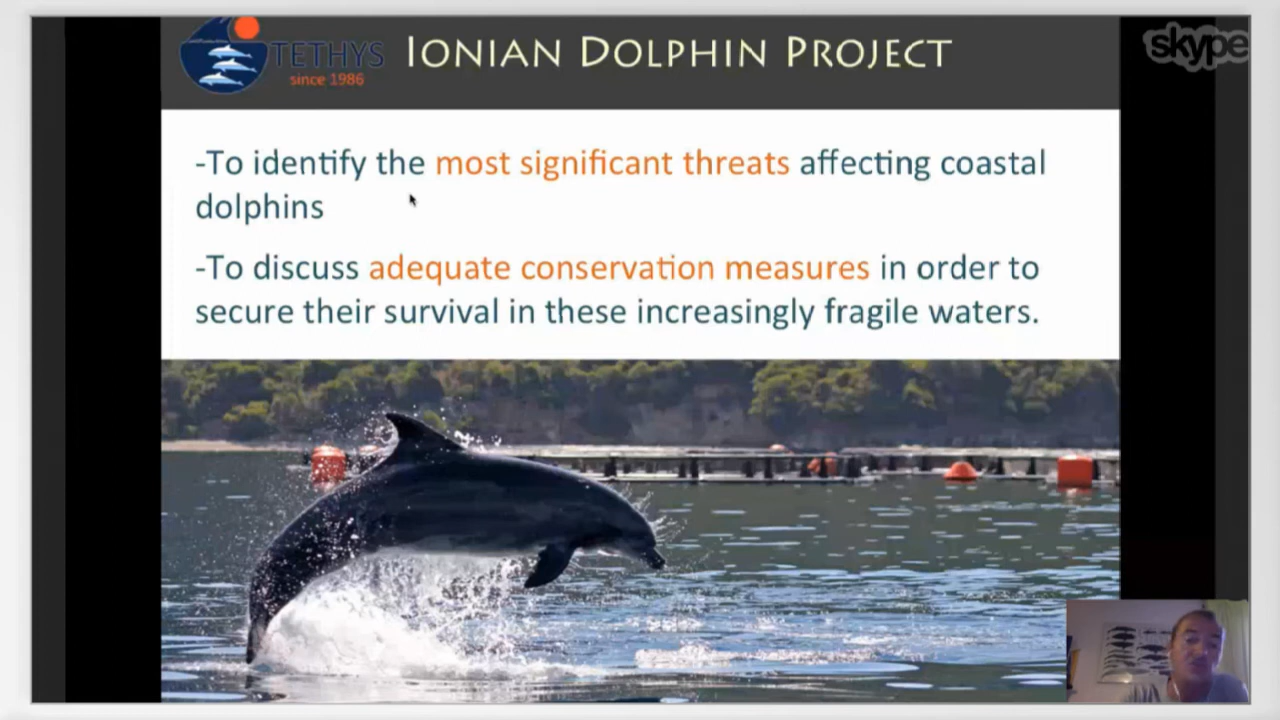 TETHYS
since 1986
IONIAN DOLPHIN PROJECT
skype
-To identify the most significant threats affecting coastal
dolphins
-To discuss adequate conservation measures in order to
secure their survival in these increasingly fragile waters.